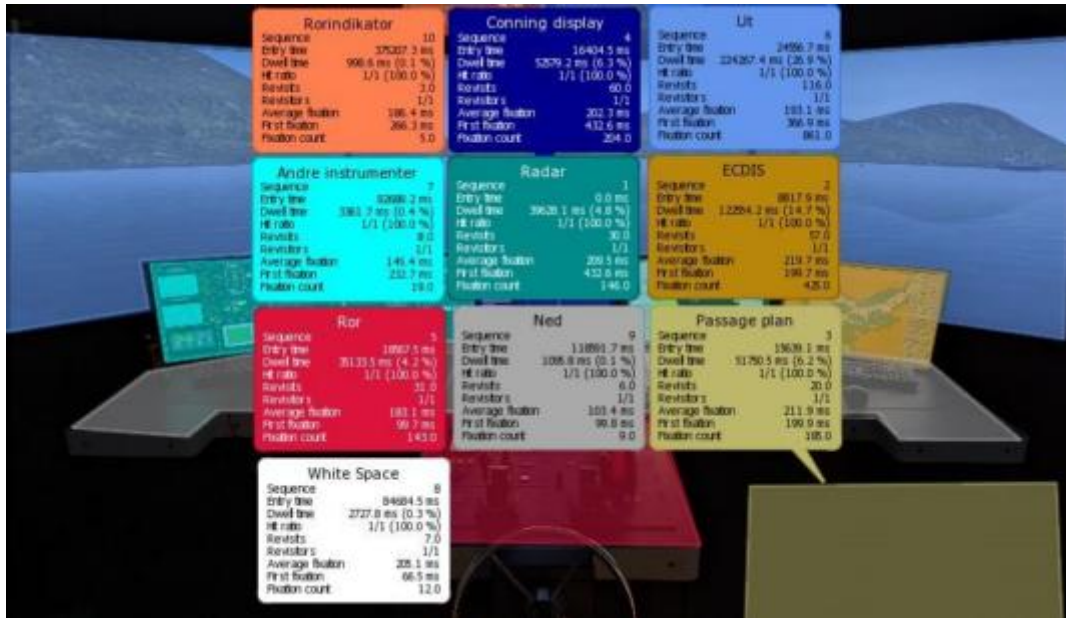 Rorindikator
Sequence 10
Entry time 375207.3 ms
Dwell time 998.6 ms (0.1 %)
Hit ratio 1/1 (100.0 %)
Revisits 3.0
Revisitors 1/1
Average fixation 186.4 ms
First fixation 266.3 ms
Fixation count 5.0
Conning display
Sequence 4
Entry time 16404.5 ms
Dwell time 52579.2 ms (6.3 %)
Hit ratio 1/1 (100.0 %)
Revisits 60.0
Revisitors 1/1
Average fixation 202.3 ms
First fixation 432.6 ms
Fixation count 204.0
Ut
Sequence 6
Entry time 24556.7 ms
Dwell time 224267.4 ms (26.9 %)
Hit ratio 1/1 (100.0 %)
Revisits 116.0
Revisitors 1/1
Average fixation 193.1 ms
First fixation 366.9 ms
Fixation count 861.0
Andre instrumenter
Sequence 7
Entry time
Dwell time 3361.7 ms (0.4 %)
Hit ratio 1/1 (100.0 %)
Revisits 8.0
Revisitors 1/1
Average fixation 145.4 ms
First fixation 232.7 ms
Fixation count 19.0
Radar
Sequence 1
Entry time 0.0 ms
Dwell time 39628.1 ms (4.8 %)
Hit ratio 1/1 (100.0 %)
Revisits 30.0
Revisitors 1/1
Average fixation 209.5 ms
First fixation 432.6 ms
Fixation count 146.0
ECDIS
Sequence 2
Entry time 8817.9 ms
Dwell time ms (14.7 %)
Hit ratio 1/1 (100.0 %)
Revisits 57.0
Revisitors 1/1
Average fixation 219.7 ms
First fixation 199.7 ms
Fixation count 425.0
Ror
Sequence 5
Entry time ms
Dwell time 35133.5 ms (4.2 %)
Hit ratio 1/1 (100.0 %)
Revisits 31.0
Revisitors 1/1
Average fixation 183.1 ms
First fixation 99.7 ms
Fixation count 143.0
Ned
Sequence 9
Entry time 118591.7 ms
Dwell time 1095.8 ms (0.1 %)
Hit ratio 1/1 (100.0 %)
Revisits 6.0
Revisitors 1/1
Average fixation 103.4 ms
First fixation 99.8 ms
Fixation count 9.0
Passage plan
Sequence 3
Entry time 15639.1 ms
Dwell time 51750.5 ms (6.2 %)
Hit ratio 1/1 (100.0 %)
Revisits 20.0
Revisitors 1/1
Average fixation 211.9 ms
First fixation 199.9 ms
Fixation count 185.0
White Space
Sequence 8
Entry time 84684.5 ms
Dwell time 2727.8 ms (0.3 %)
Hit ratio 1/1 (100.0 %)
Revisits 7.0
Revisitors 1/1
Average fixation 205.1 ms
First fixation 66.5 ms
Fixation count 12.0